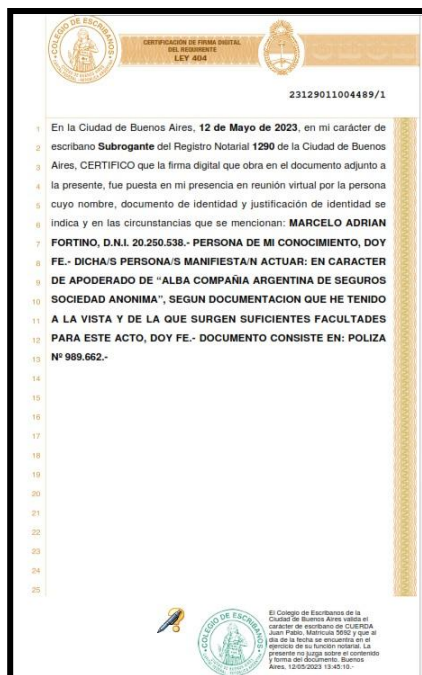 COLEGIO DE ESCRIBANOS
CERTIFICACIÓN DE FIRMA DIGITAL
DEL REQUIRENTE
LEY 404
23129011004489/1
1 En la Ciudad de Buenos Aires, 12 de Mayo de 2023, en mi carácter de
2 escribano Subrogante del Registro Notarial 1290 de la Ciudad de Buenos
3 Aires, CERTIFICO que la firma digital que obra en el documento adjunto a
4 la presente, fue puesta en mi presencia en reunión virtual por la persona
5 cuyo nombre, documento de identidad y justificación de identidad se
6 indica y en las circunstancias que se mencionan: MARCELO ADRIAN
7 FORTINO, D.N.I. 20.250.538.- PERSONA DE MI CONOCIMIENTO, DOY
8 FE.- DICHA/S PERSONA/S MANIFIESTA/N ACTUAR: EN CARACTER
9 DE APODERADO DE “ALBA COMPAÑIA ARGENTINA DE SEGUROS
10 SOCIEDAD ANONIMA”, SEGUN DOCUMENTACION QUE HE TENIDO
11 A LA VISTA Y DE LA QUE SURGEN SUFICIENTES FACULTADES
12 PARA ESTE ACTO, DOY FE.- DOCUMENTO CONSISTE EN: POLIZA
13 Nº 989.662.-
14
15
16
17
18
19
20
21
22
23
24
25
COLEGIO DE ESCRIBANOS
El Colegio de Escribanos de la
Ciudad de Buenos Aires valida el
carácter de escribano de CUERDA
Juan Pablo, Matrícula 5692 y que al
día de la fecha se encuentra en el
ejercicio de su función notarial. La
presente no juzga sobre el contenido
y forma del documento. Buenos
Aires, 12/05/2023 13:45:10.-